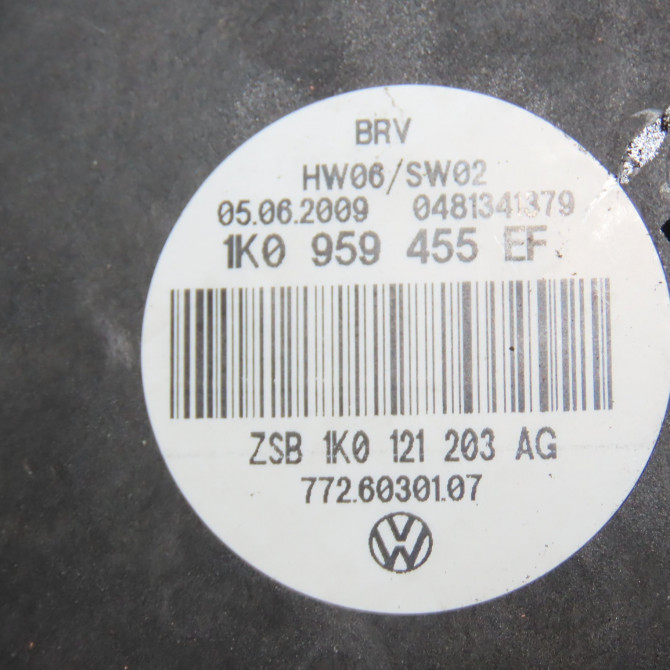 BRV
HW06/SW02
05.06.2009 0481341379
1K0 959 455 EF
ZSB 1K0 121 203 AG
772.60301.07
VW